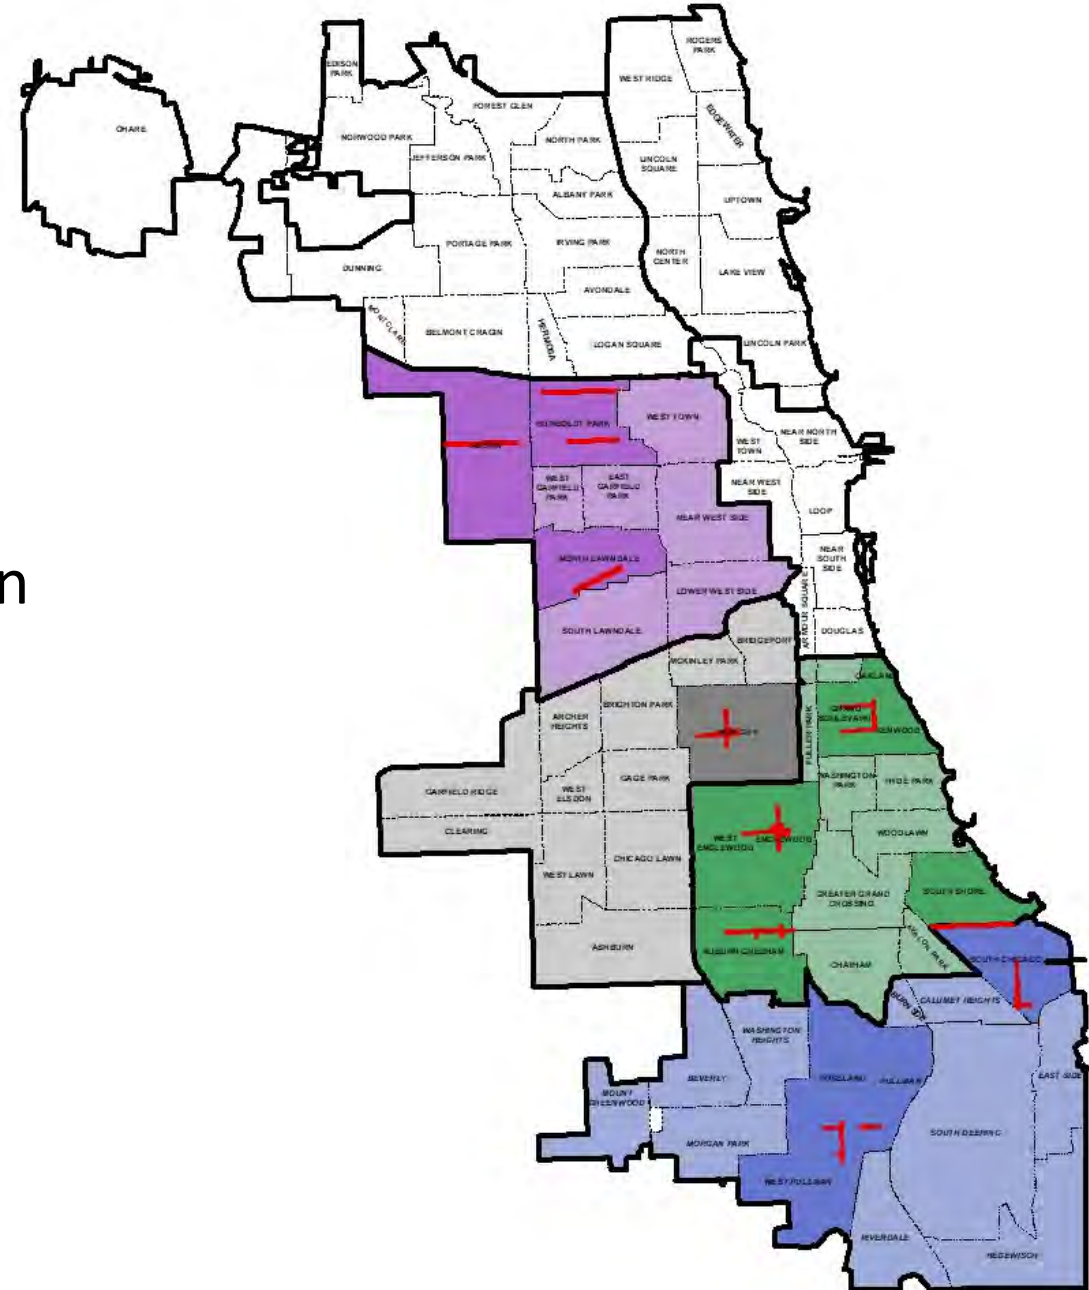 ROGERS
PARK
EDISON
PARK
WEST RIDGE
FOREST GLEN
OHARE
EDGEWATER
NORWOOD PARK
NORTH PARK
JEFFERSON PARK
LINCOLN
SQUARE
ALBANY PARK
UPTOWN
PORTAGE PARK
IRVING PARK
NORTH
CENTER
DUNNING
LAKE VIEW
AVONDALE
MONTCLARE
BELMONT CRAGIN
HERMOSA
LOGAN SQUARE
LINCOLN PARK
HUMBOLDT PARK
WEST TOWN
NEAR NORTH
SIDE
WEST
TOWN
WEST
GARFIELD
PARK
EAST
GARFIELD
PARK
NEAR WEST
SIDE
LOOP
NEAR WEST SIDE
n
NORTH LAWNDALE
NEAR
SOUTH
SIDE
LOWER WEST SIDE
ARMOUR SQUARE
SOUTH LAWNDALE
DOUGLAS
BRIDGEPORT
MCKINLEY PARK
OAKLAND
BRIGHTON PARK
ARCHER
HEIGHTS
GRAND
BOULEVARD
KENWOOD
FULLER PARK
GAGE PARK
WASHINGTON
PARK
HYDE PARK
GARFIELD RIDGE
WEST
ELSDON
CLEARING
WEST
ENGLEWOOD
ENGLEWOOD
WOODLAWN
CHICAGO LAWN
WEST LAWN
GREATER GRAND
CROSSING
SOUTH SHORE
ASHBURN
AUBURN GRESHAM
CHATHAM
AVALON PARK
SOUTH CHICAGO
BURNSIDE
CALUMET HEIGHTS
WASHINGTON
HEIGHTS
BEVERLY
ROSELAND
PULLMAN
EAST SIDE
MOUNT
GREENWOOD
SOUTH DEERING
MORGAN PARK
WEST PULLMAN
RIVERDALE
HEGEWISCH